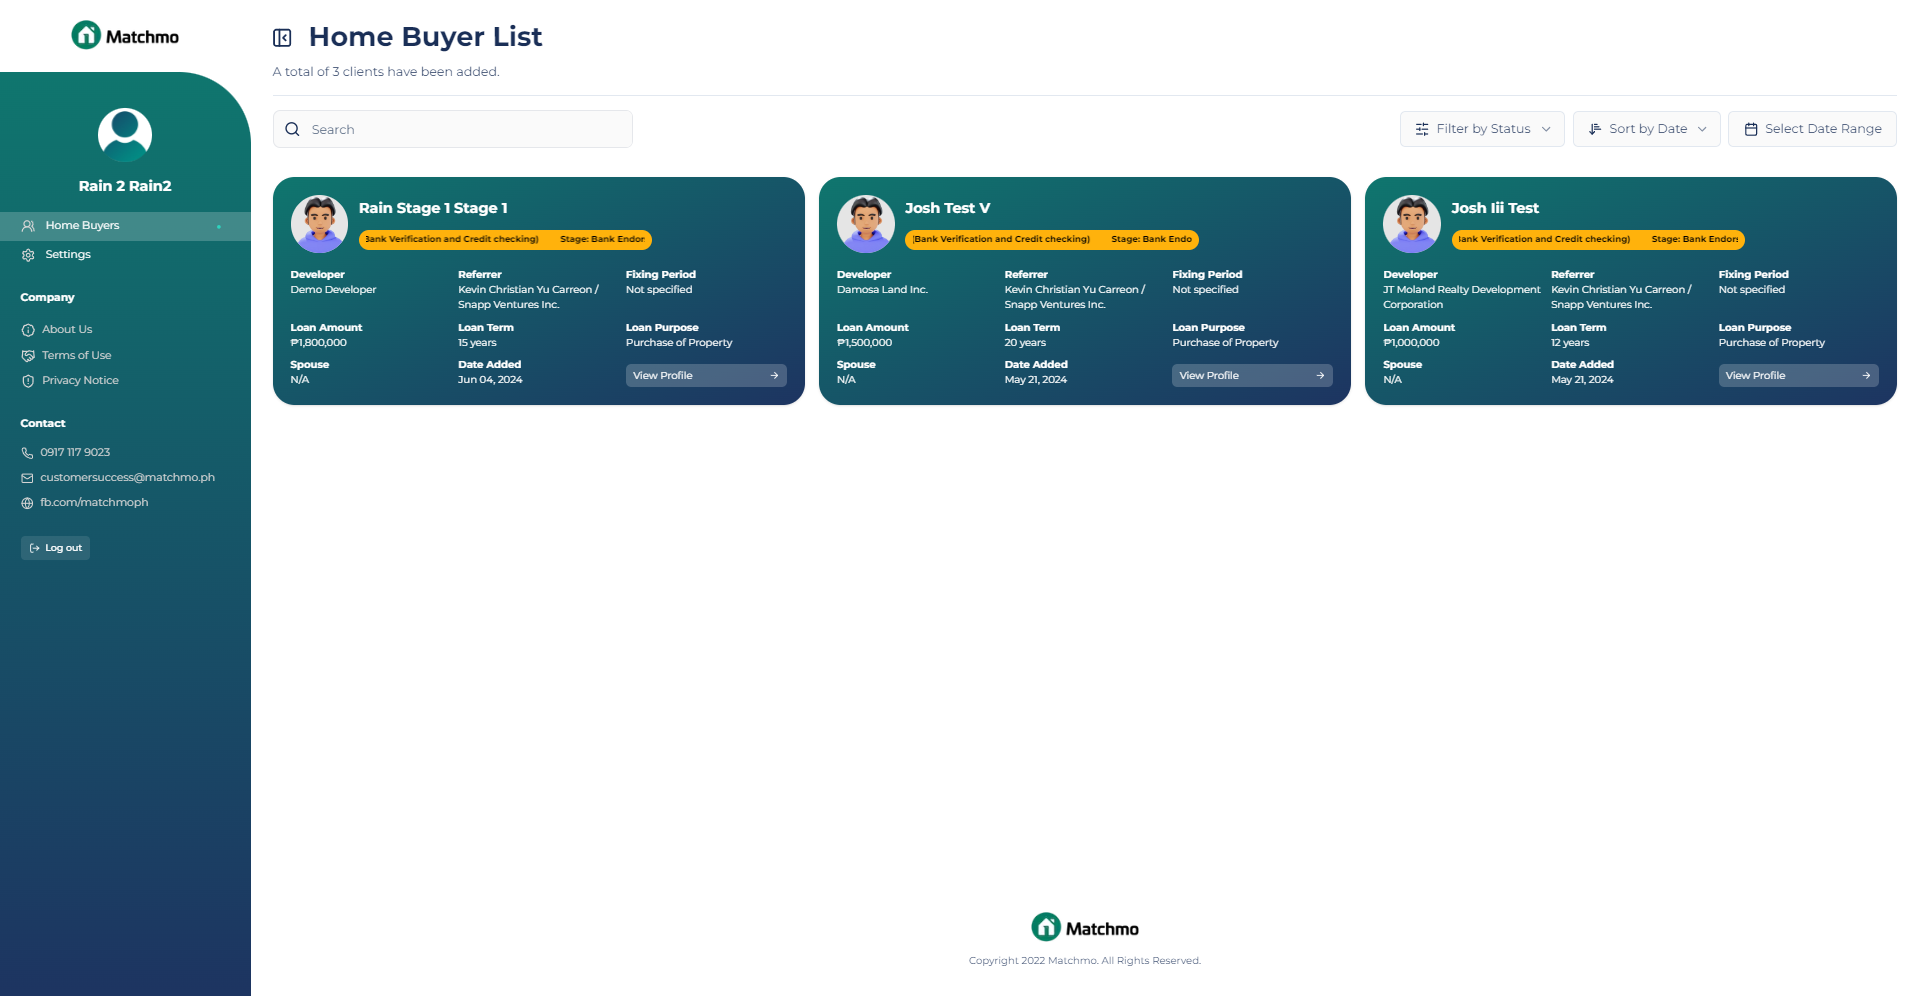 Matchmo
Rain 2 Rain2
Home Buyers
Settings
Company
About Us
Terms of Use
Privacy Notice
Contact
0917 117 9023
customersuccess@matchmo.ph
fb.com/matchmoph
Log out
Home Buyer List
A total of 3 clients have been added.
Search
Filter by Status
Sort by Date
Select Date Range
Rain Stage 1 Stage 1
Bank Verification and Credit checking) Stage: Bank Endor
Developer
Demo Developer
Referrer
Kevin Christian Yu Carreon /
Snapp Ventures Inc.
Fixing Period
Not specified
Loan Amount
₱1,800,000
Loan Term
15 years
Loan Purpose
Purchase of Property
Spouse
N/A
Date Added
Jun 04, 2024
View Profile
Josh Test V
(Bank Verification and Credit checking) Stage: Bank Endo
Developer
Damosa Land Inc.
Referrer
Kevin Christian Yu Carreon /
Snapp Ventures Inc.
Fixing Period
Not specified
Loan Amount
₱1,500,000
Loan Term
20 years
Loan Purpose
Purchase of Property
Spouse
N/A
Date Added
May 21, 2024
View Profile
Josh Iii Test
ank Verification and Credit checking) Stage: Bank Endors
Developer
JT Moland Realty Development
Corporation
Referrer
Kevin Christian Yu Carreon /
Snapp Ventures Inc.
Fixing Period
Not specified
Loan Amount
₱1,000,000
Loan Term
12 years
Loan Purpose
Purchase of Property
Spouse
N/A
Date Added
May 21, 2024
View Profile
Matchmo
Copyright 2022 Matchmo. All Rights Reserved.